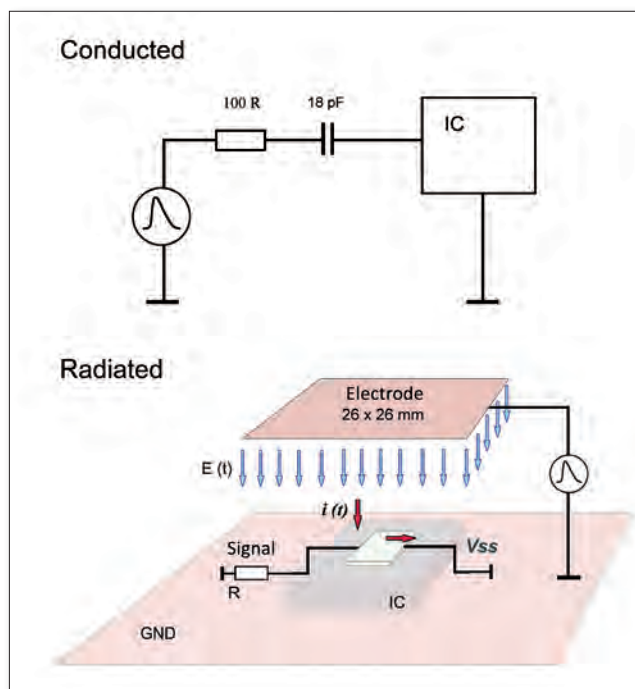 Conducted
100 R
18 pF
IC
Radiated
Electrode
26 x 26 mm
E (t)
i (t)
Signal
Vss
R
IC
GND